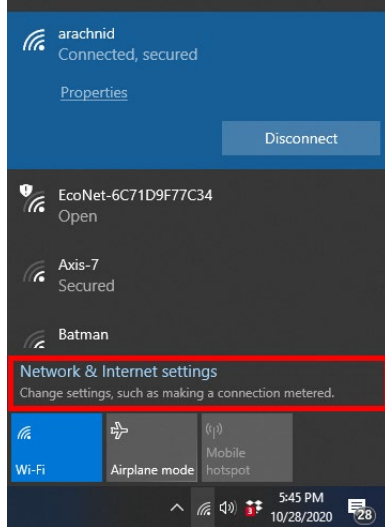 arachnid
Connected, secured
Properties
Disconnect
EcoNet-6C71D9F77C34
Open
Axis-7
Secured
Batman
Network & Internet settings
Change settings, such as making a connection metered.
Wi-Fi
Airplane mode
Mobile
hotspot
5:45 PM
10/28/2020
28